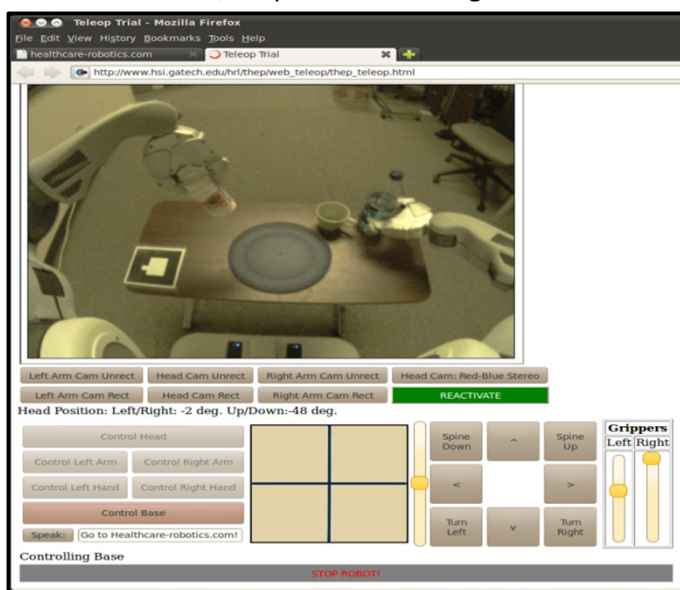 Teleop Trial - Mozilla Firefox
File Edit View History Bookmarks Tools Help
healthcare-robotics.com
Teleop Trial
http://www.hsi.gatech.edu/hrl/thep/web_teleop/thep_teleop.html
Left Arm Cam Unrect Head Cam Unrect Right Arm Cam Unrect Head Cam: Red-Blue Stereo
Left Arm Cam Rect Head Cam Rect Right Arm Cam Rect REACTIVATE
Head Position: Left/Right: -2 deg. Up/Down:-48 deg.
Control Head
Control Left Arm Control Right Arm
Control Left Hand Control Right Hand
Control Base
Speak: Go to Healthcare-robotics.com!
Spine Down ^ Spine Up
< >
Turn Left v Turn Right
Grippers
Left Right
Controlling Base
STOP ROBOT!